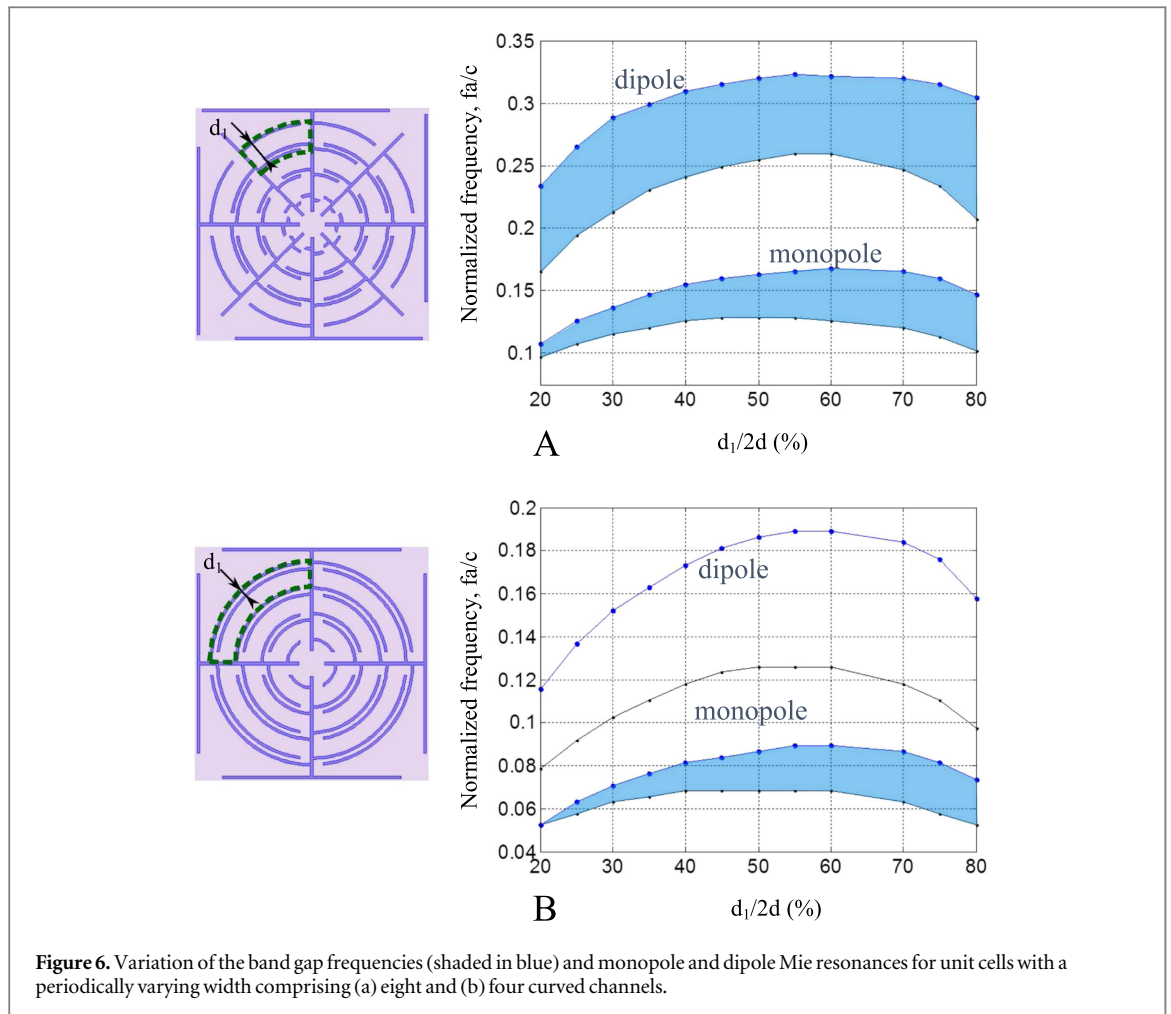 0.35
0.3
0.25
0.2
0.15
0.1
Normalized frequency, fa/c
dipole
monopole
d₁
20 30 40 50 60 70 80
A
d₁/2d (%)
0.2
0.18
0.16
0.14
0.12
0.1
0.08
0.06
0.04
Normalized frequency, fa/c
dipole
monopole
d₁
20 30 40 50 60 70 80
B
d₁/2d (%)
Figure 6. Variation of the band gap frequencies (shaded in blue) and monopole and dipole Mie resonances for unit cells with a
periodically varying width comprising (a) eight and (b) four curved channels.